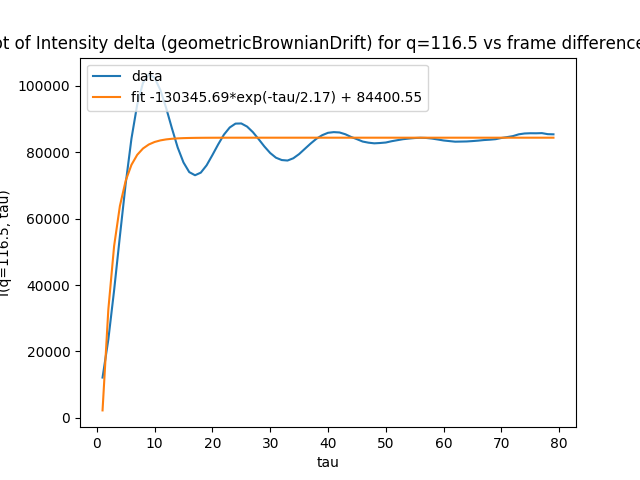 ot of Intensity delta (geometricBrownianDrift) for q=116.5 vs frame difference
data
fit -130345.69*exp(-tau/2.17) + 84400.55
100000
80000
60000
40000
20000
0
I(q=116.5, tau)
0 10 20 30 40 50 60 70 80
tau